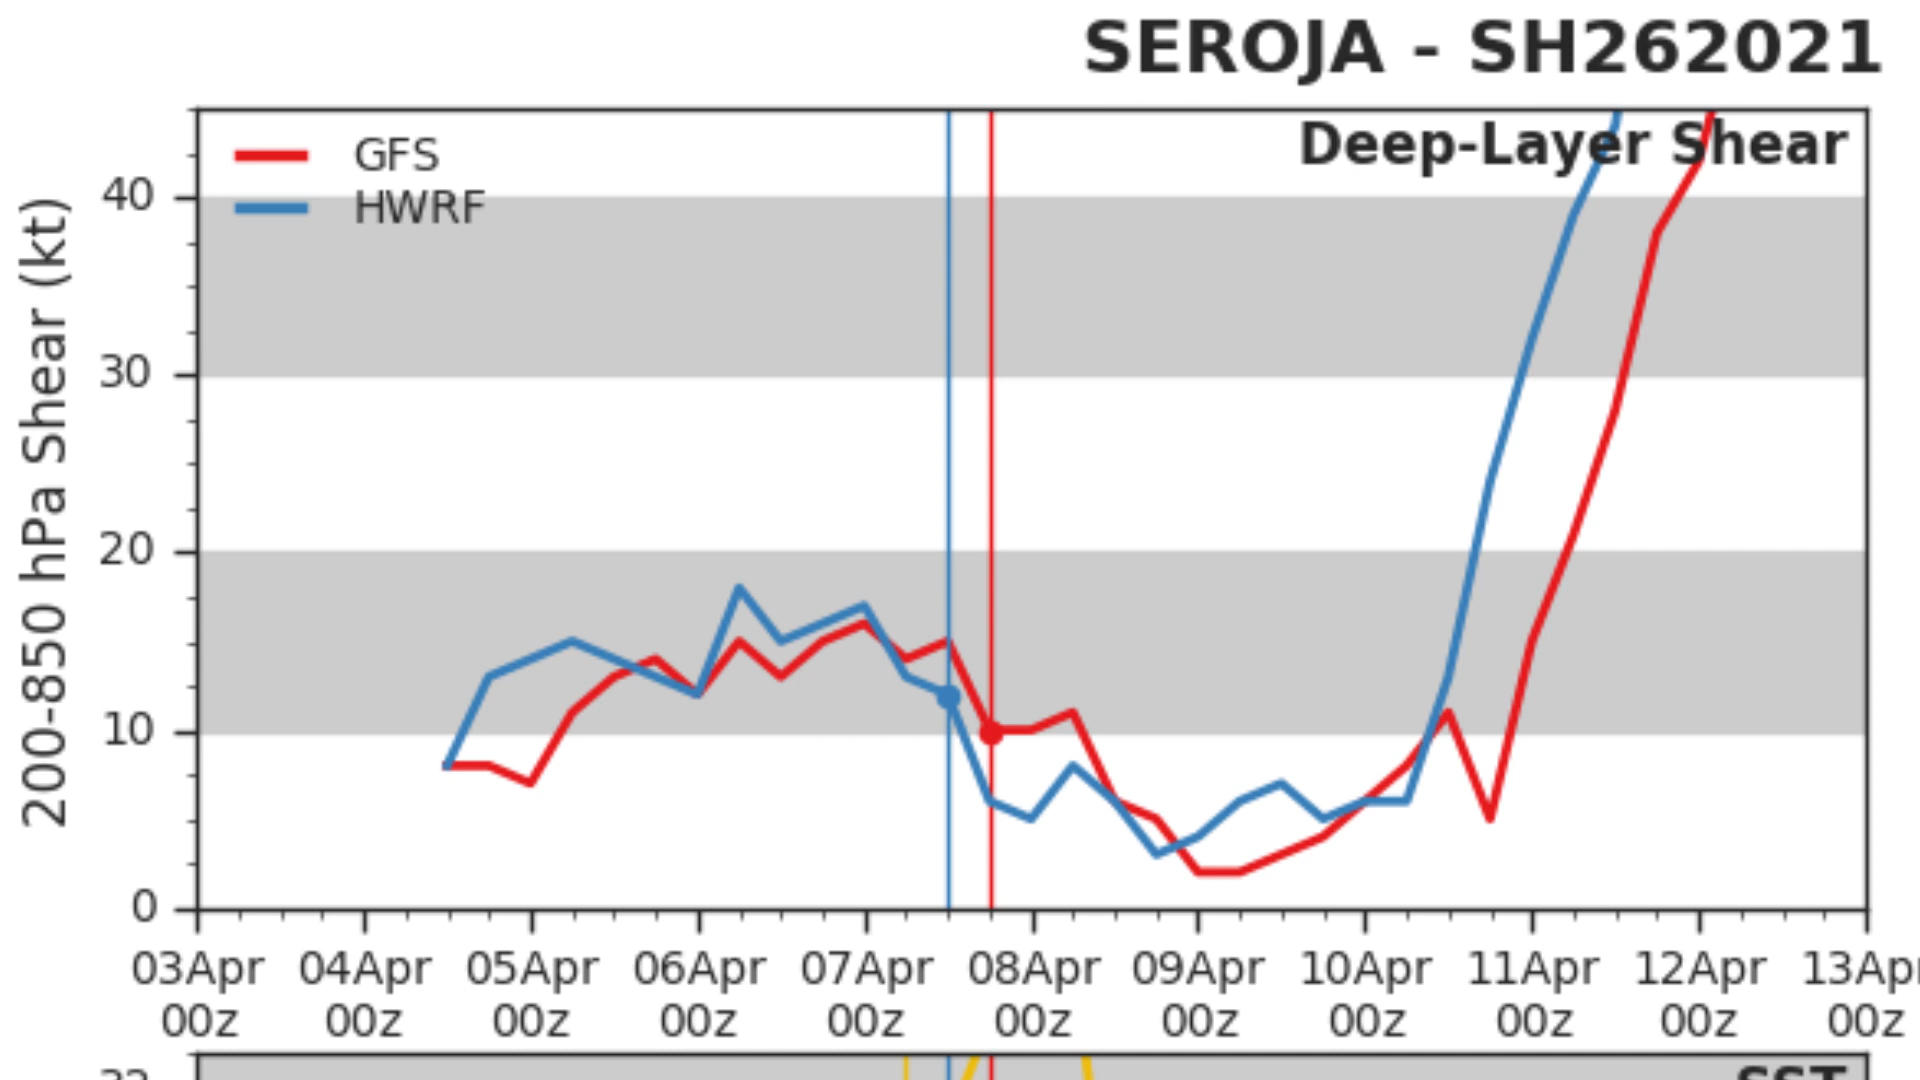 SEROJA - SH262021
Deep-Layer Shear
GFS
HWRF
200-850 hPa Shear (kt)
40
30
20
10
0
03Apr 04Apr 05Apr 06Apr 07Apr 08Apr 09Apr 10Apr 11Apr 12Apr 13Apr
00z 00z 00z 00z 00z 00z 00z 00z 00z 00z 00z
32
SST